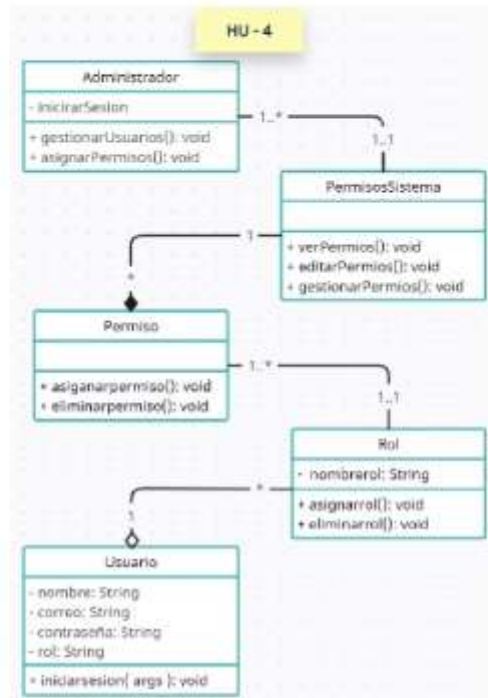 HU - 4
Administrador
- InicirarSesion
+ gestionarUsuarios(): void
+ asignarPermisos(): void
1..*
1..1
PermisosSistema
+ verPermios(): void
+ editarPermios(): void
+ gestionarPermios(): void
1
*
Permiso
+ asiganarpermiso(): void
+ eliminarpermiso(): void
1..*
1..1
Rol
- nombrerol: String
+ asignarrol(): void
+ eliminarrol(): void
*
1
Usuario
- nombre: String
- correo: String
- contraseña: String
- rol: String
+ iniciarsesion( args ): void